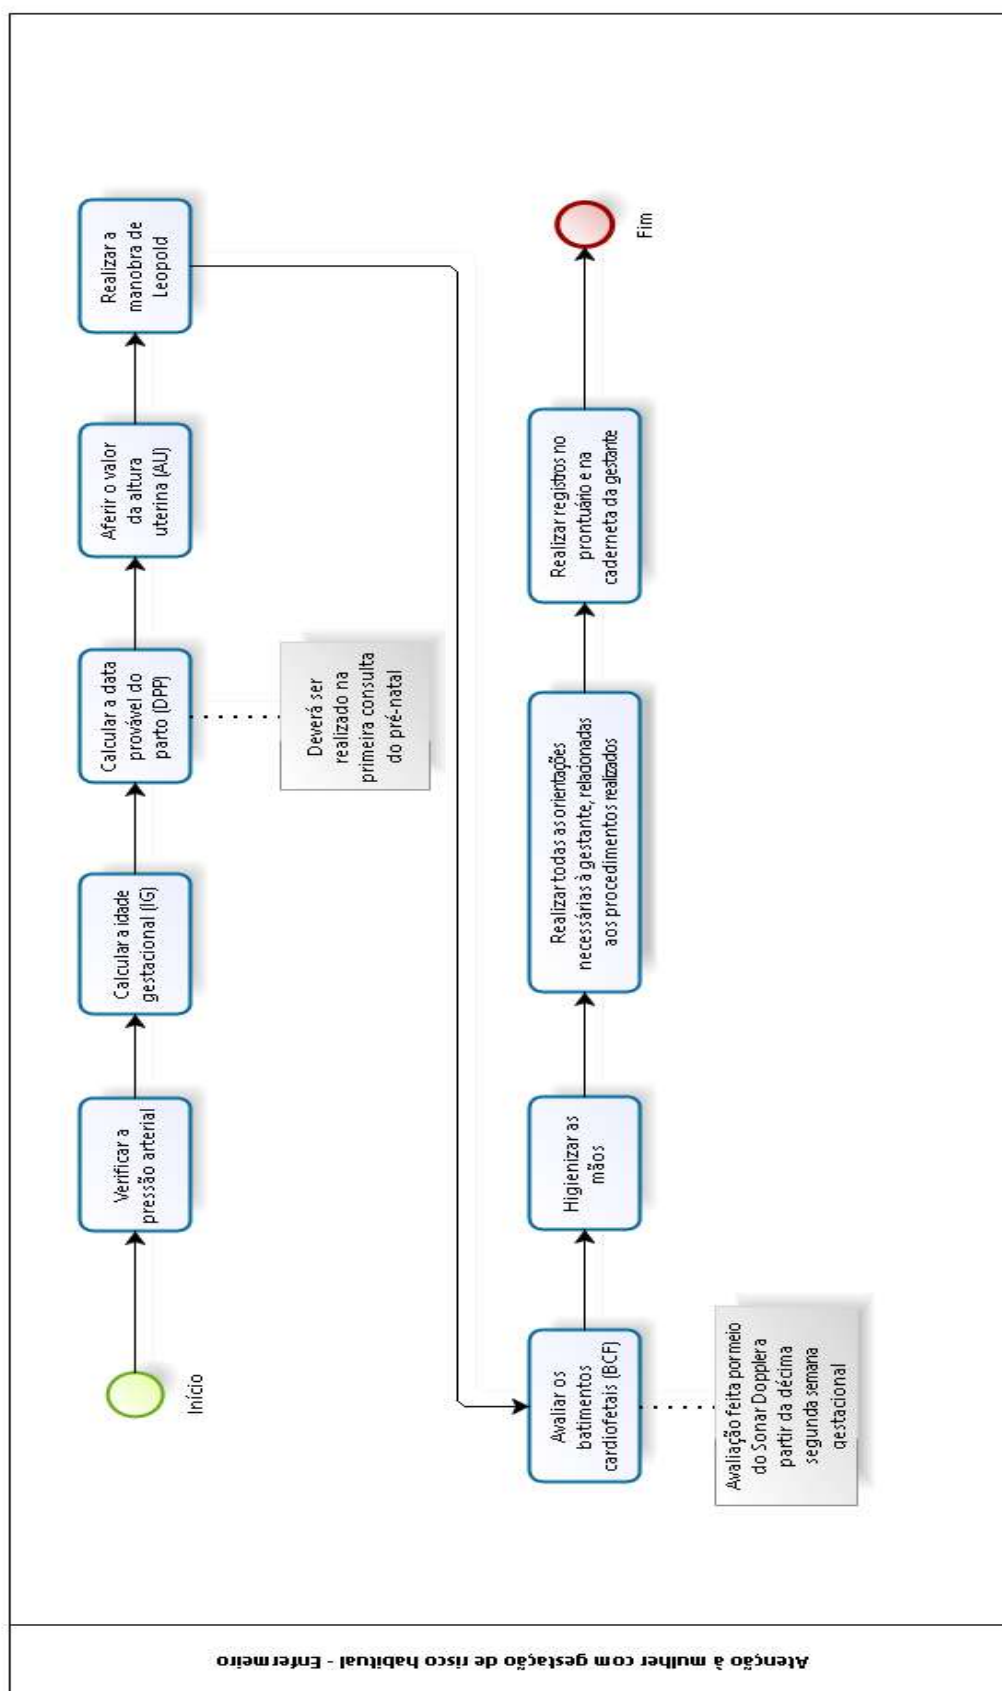 Atenção à mulher com gestação de risco habitual - Enfermeiro
Início
Verificar a
pressão arterial
Calcular a idade
gestacional (IG)
Calcular a data
provável do
parto (DPP)
Deverá ser
realizado na
primeira consulta
do pré-natal
Aferir o valor
da altura
uterina (AU)
Realizar a
manobra de
Leopold
Avaliar os
batimentos
cardiofetais (BCF)
Avaliação feita por meio
do Sonar Doppler a
partir da décima
segunda semana
gestacional
Higienizar as
mãos
Realizar todas as orientações
necessárias à gestante, relacionadas
aos procedimentos realizados
Realizar registros no
prontuário e na
caderneta da gestante
Fim